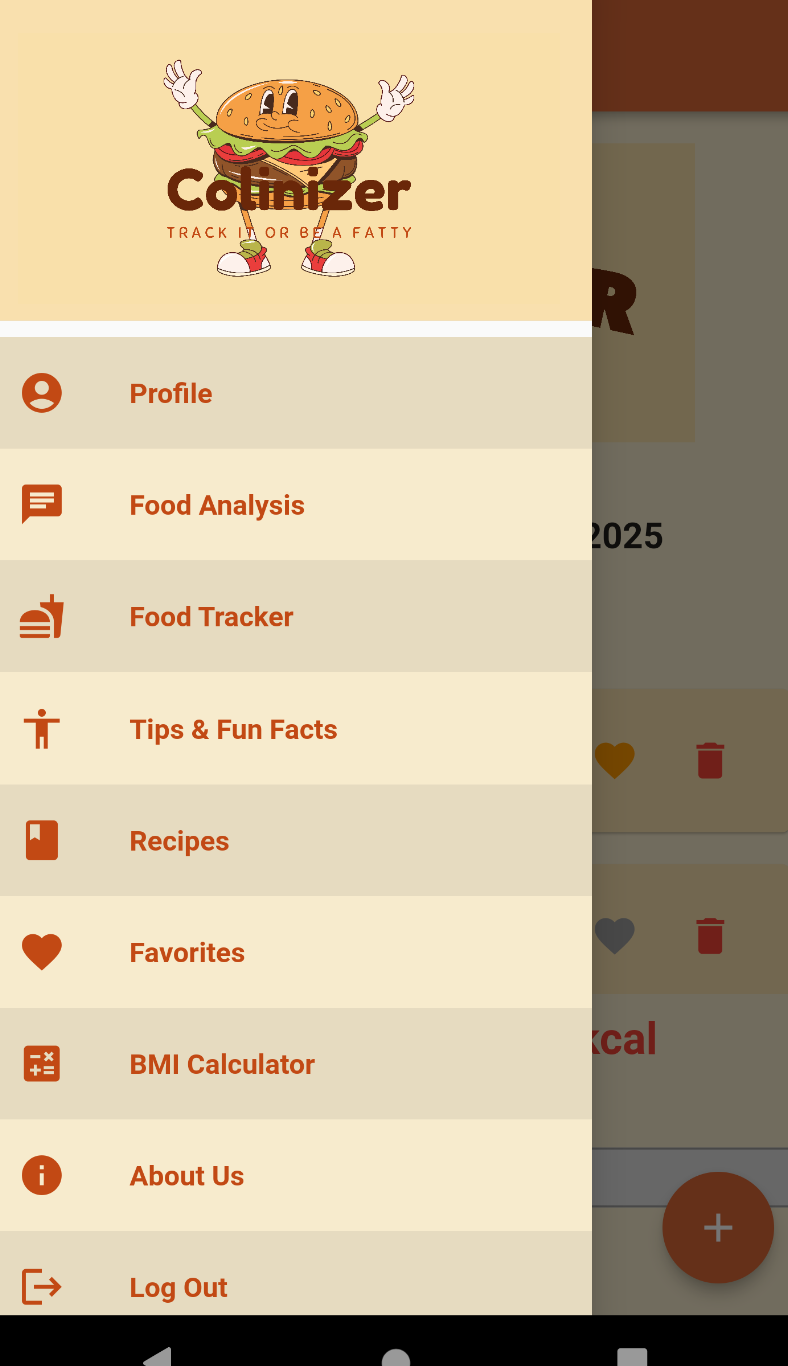 Colinizer
TRACK IT OR BE A FATTY
R
Profile
Food Analysis
2025
Food Tracker
Tips & Fun Facts
Recipes
Favorites
kcal
BMI Calculator
About Us
Log Out